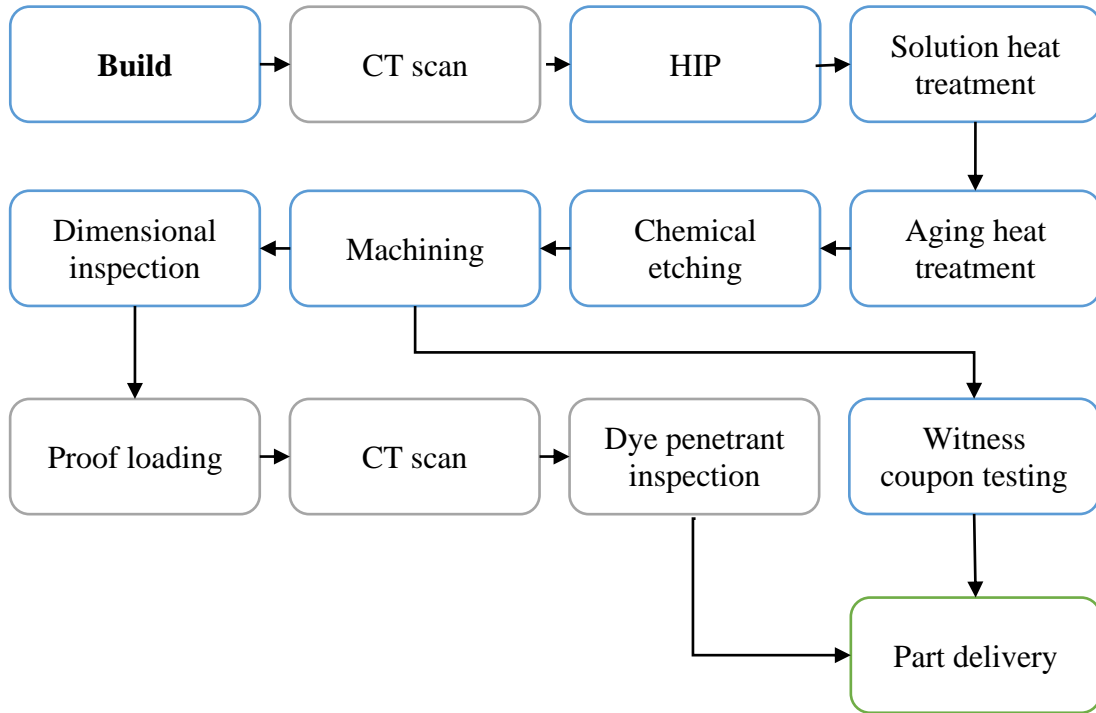 Build
CT scan
HIP
Solution heat
treatment
Dimensional
inspection
Machining
Chemical
etching
Aging heat
treatment
Proof loading
CT scan
Dye penetrant
inspection
Witness
coupon testing
Part delivery